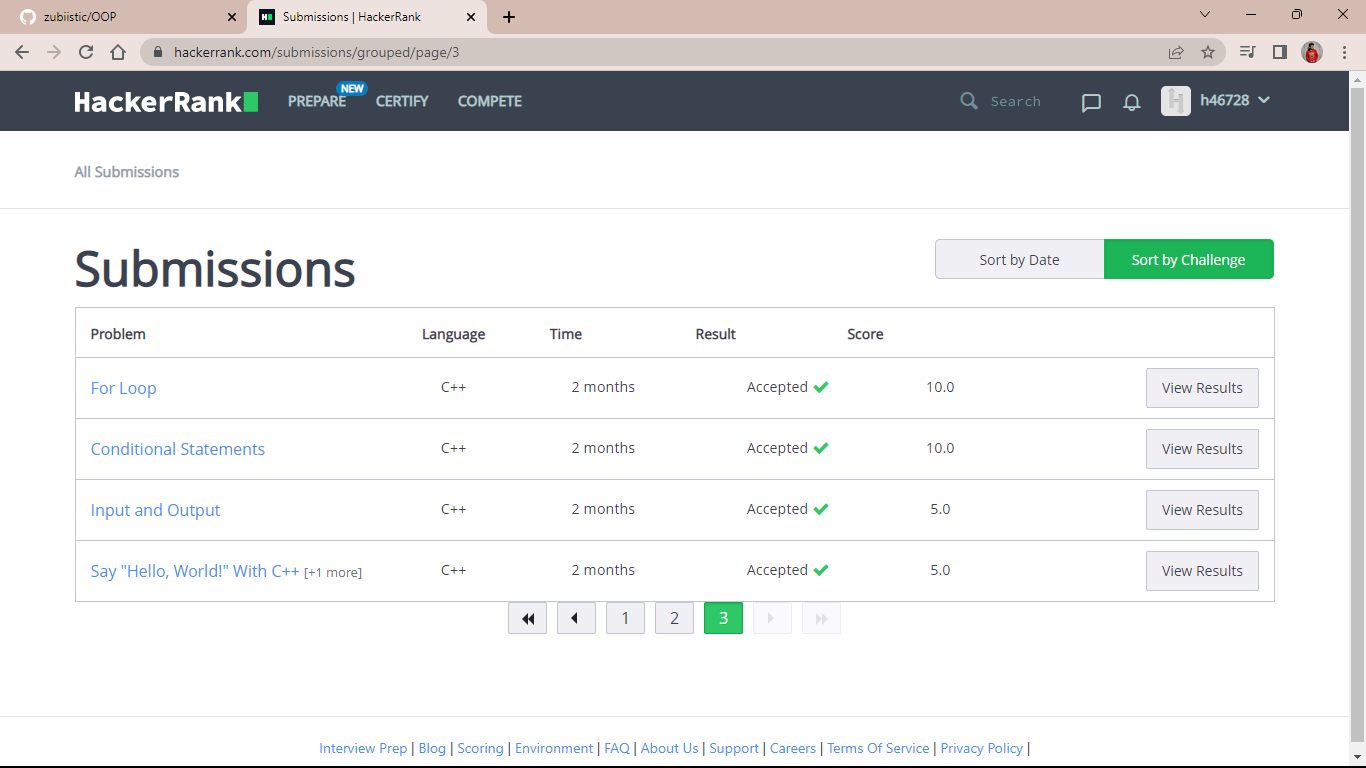 zubiistic/OOP
Submissions | HackerRank
hackerrank.com/submissions/grouped/page/3
HackerRank PREPARE NEW CERTIFY COMPETE Search h46728
All Submissions
Submissions
Sort by Date Sort by Challenge
Problem Language Time Result Score
For Loop C++ 2 months Accepted 10.0 View Results
Conditional Statements C++ 2 months Accepted 10.0 View Results
Input and Output C++ 2 months Accepted 5.0 View Results
Say "Hello, World!" With C++ [+1 more] C++ 2 months Accepted 5.0 View Results
1 2 3
Interview Prep | Blog | Scoring | Environment | FAQ | About Us | Support | Careers | Terms Of Service | Privacy Policy |